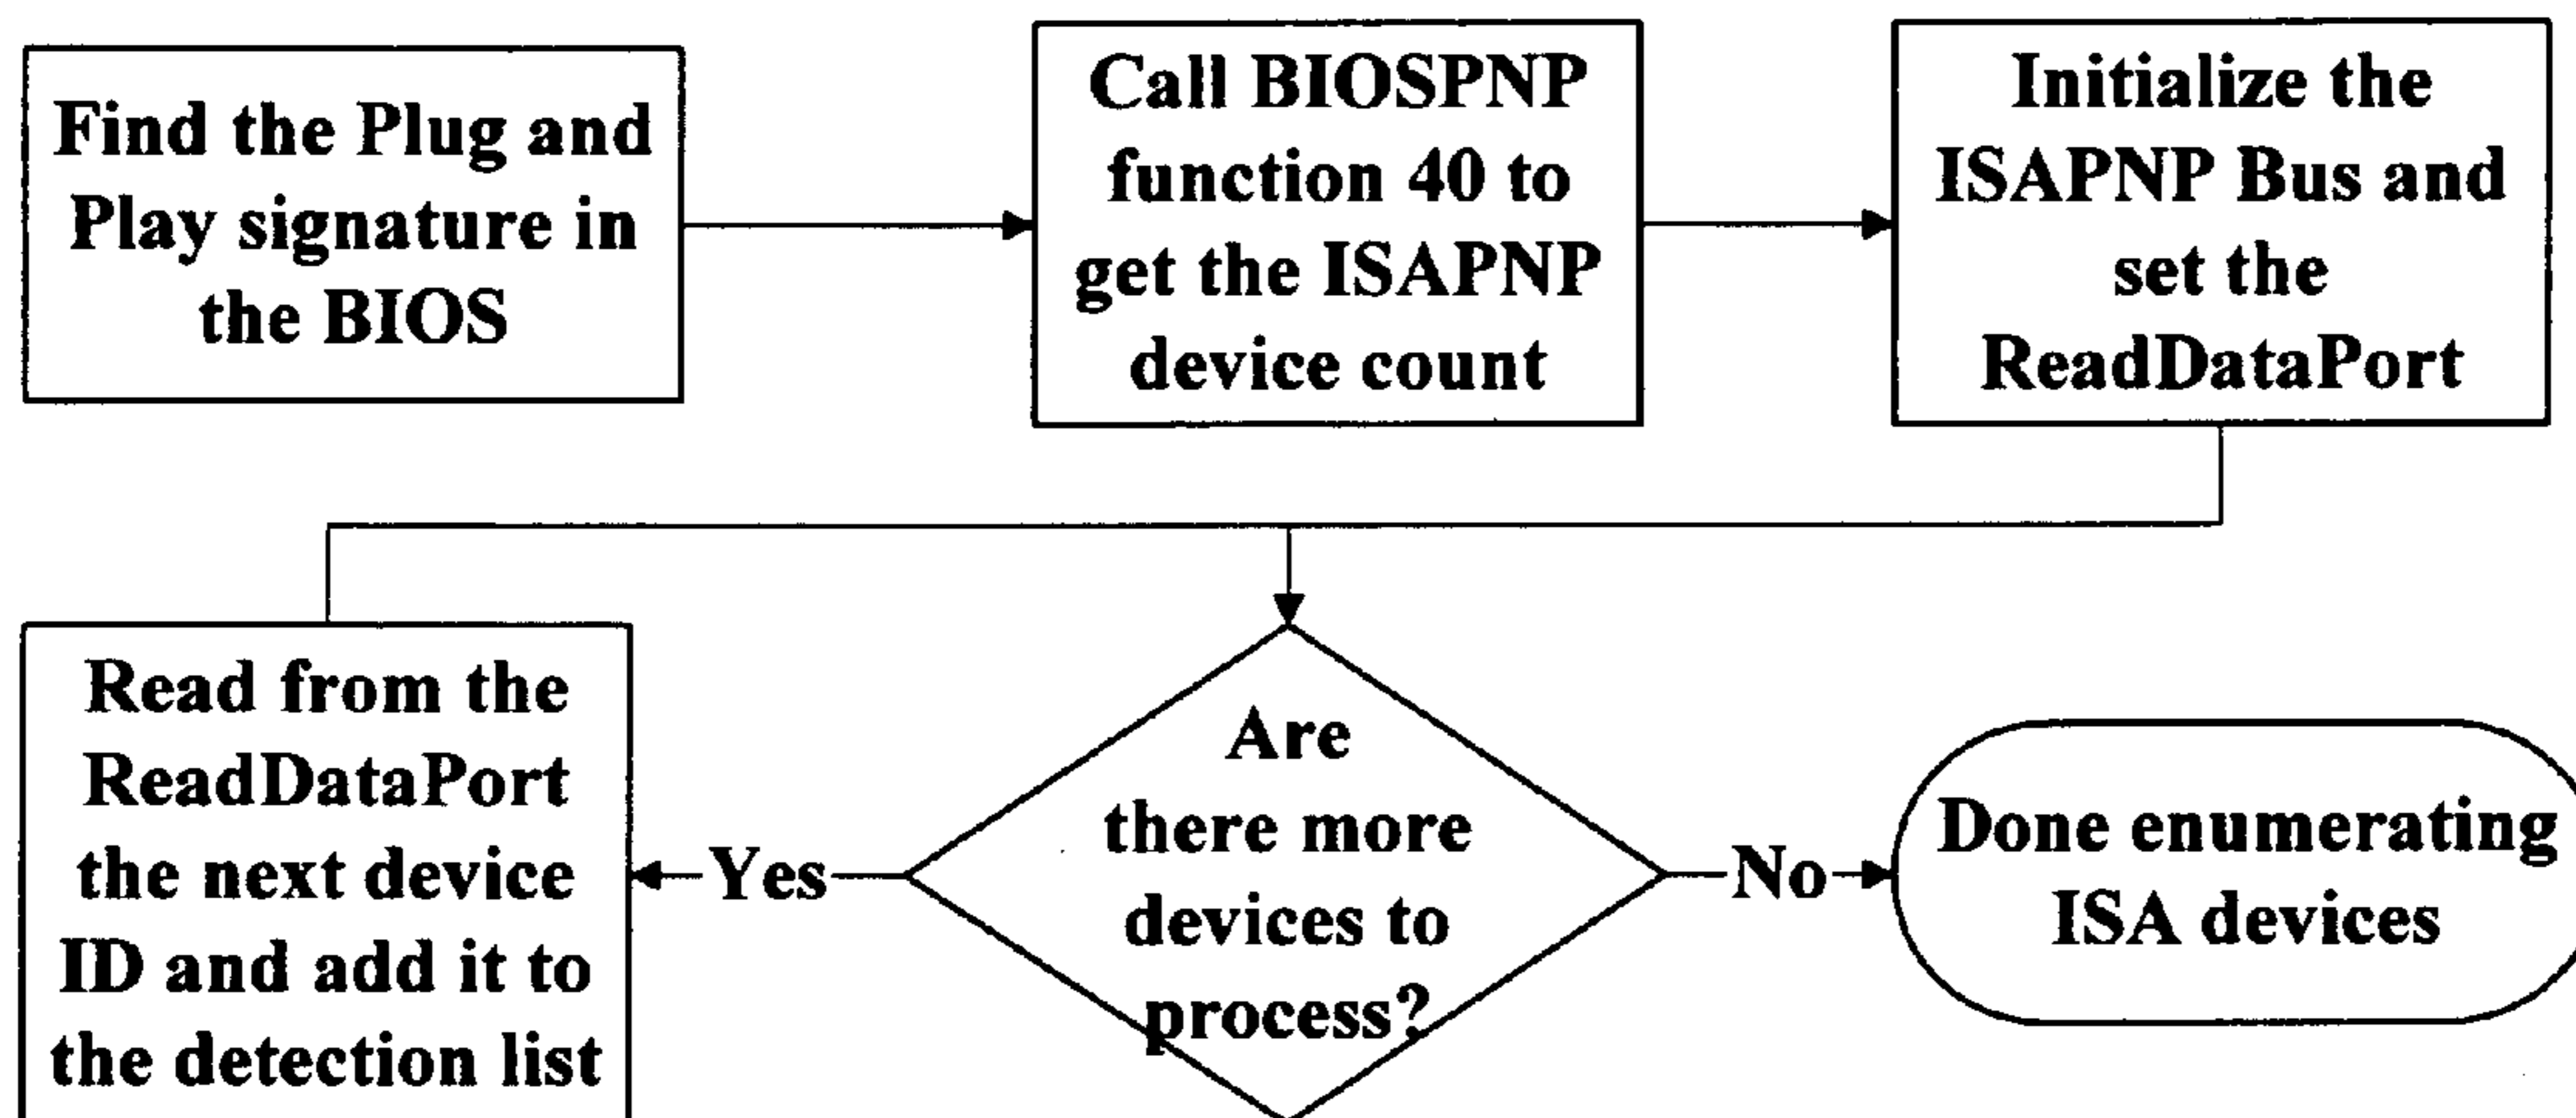 Find the Plug and
Play signature in
the BIOS
Call BIOSPNP
function 40 to
get the ISAPNP
device count
Initialize the
ISAPNP Bus and
set the
ReadDataPort
Read from the
ReadDataPort
the next device
ID and add it to
the detection list
Yes
Are
there more
devices to
process?
No
Done enumerating
ISA devices